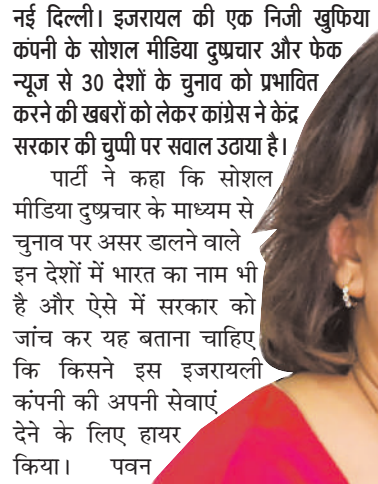 नई दिल्ली। इजरायल की एक निजी खुफिया
कंपनी के सोशल मीडिया दुष्प्रचार और फेक
न्यूज से 30 देशों के चुनाव को प्रभावित
करने की खबरों को लेकर कांग्रेस ने केंद्र
सरकार की चुप्पी पर सवाल उठाया है।
पार्टी ने कहा कि सोशल
मीडिया दुष्प्रचार के माध्यम से
चुनाव पर असर डालने वाले
इन देशों में भारत का नाम भी
है और ऐसे में सरकार को
जांच कर यह बताना चाहिए
कि किसने इस इजरायली
कंपनी की अपनी सेवाएं
देने के लिए हायर
किया। पवन